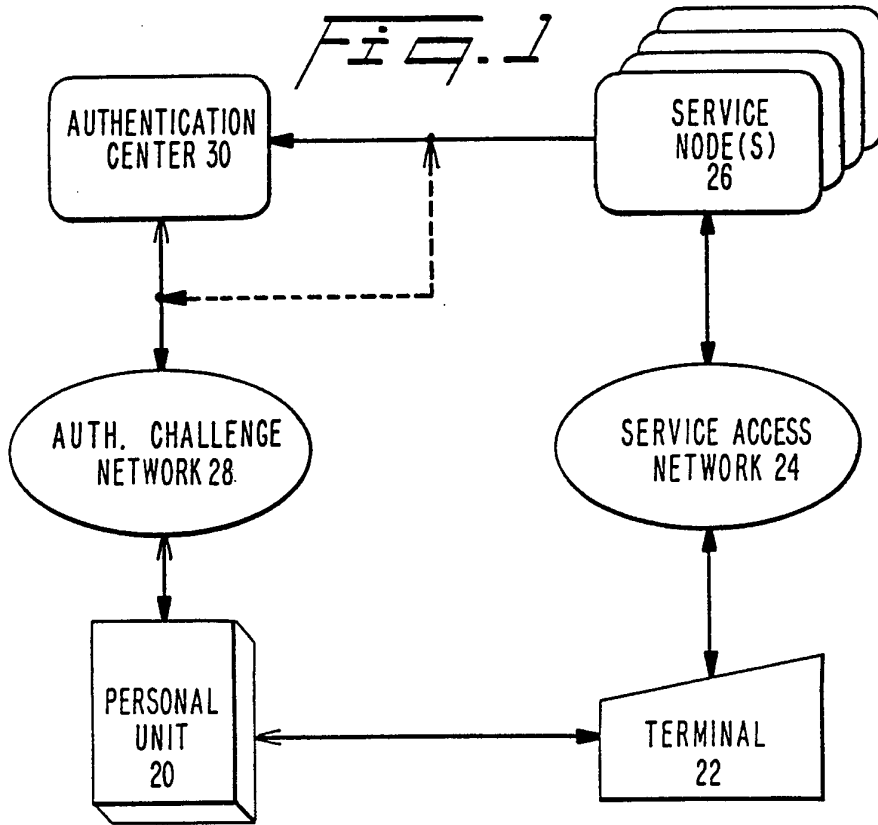 Fig. 1
AUTHENTICATION
CENTER 30
SERVICE
NODE(S)
26
AUTH. CHALLENGE
NETWORK 28
SERVICE ACCESS
NETWORK 24
PERSONAL
UNIT
20
TERMINAL
22